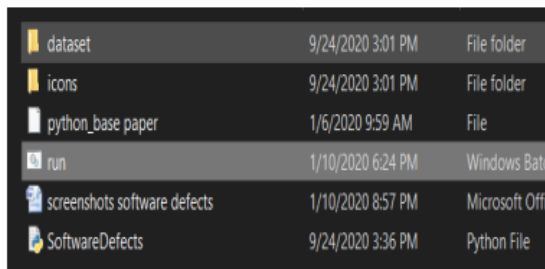 dataset 9/24/2020 3:01 PM File folder
icons 9/24/2020 3:01 PM File folder
python_base paper 1/6/2020 9:59 AM File
run 1/10/2020 6:24 PM Windows Bat
screenshots software defects 1/10/2020 8:57 PM Microsoft Off
SoftwareDefects 9/24/2020 3:36 PM Python File